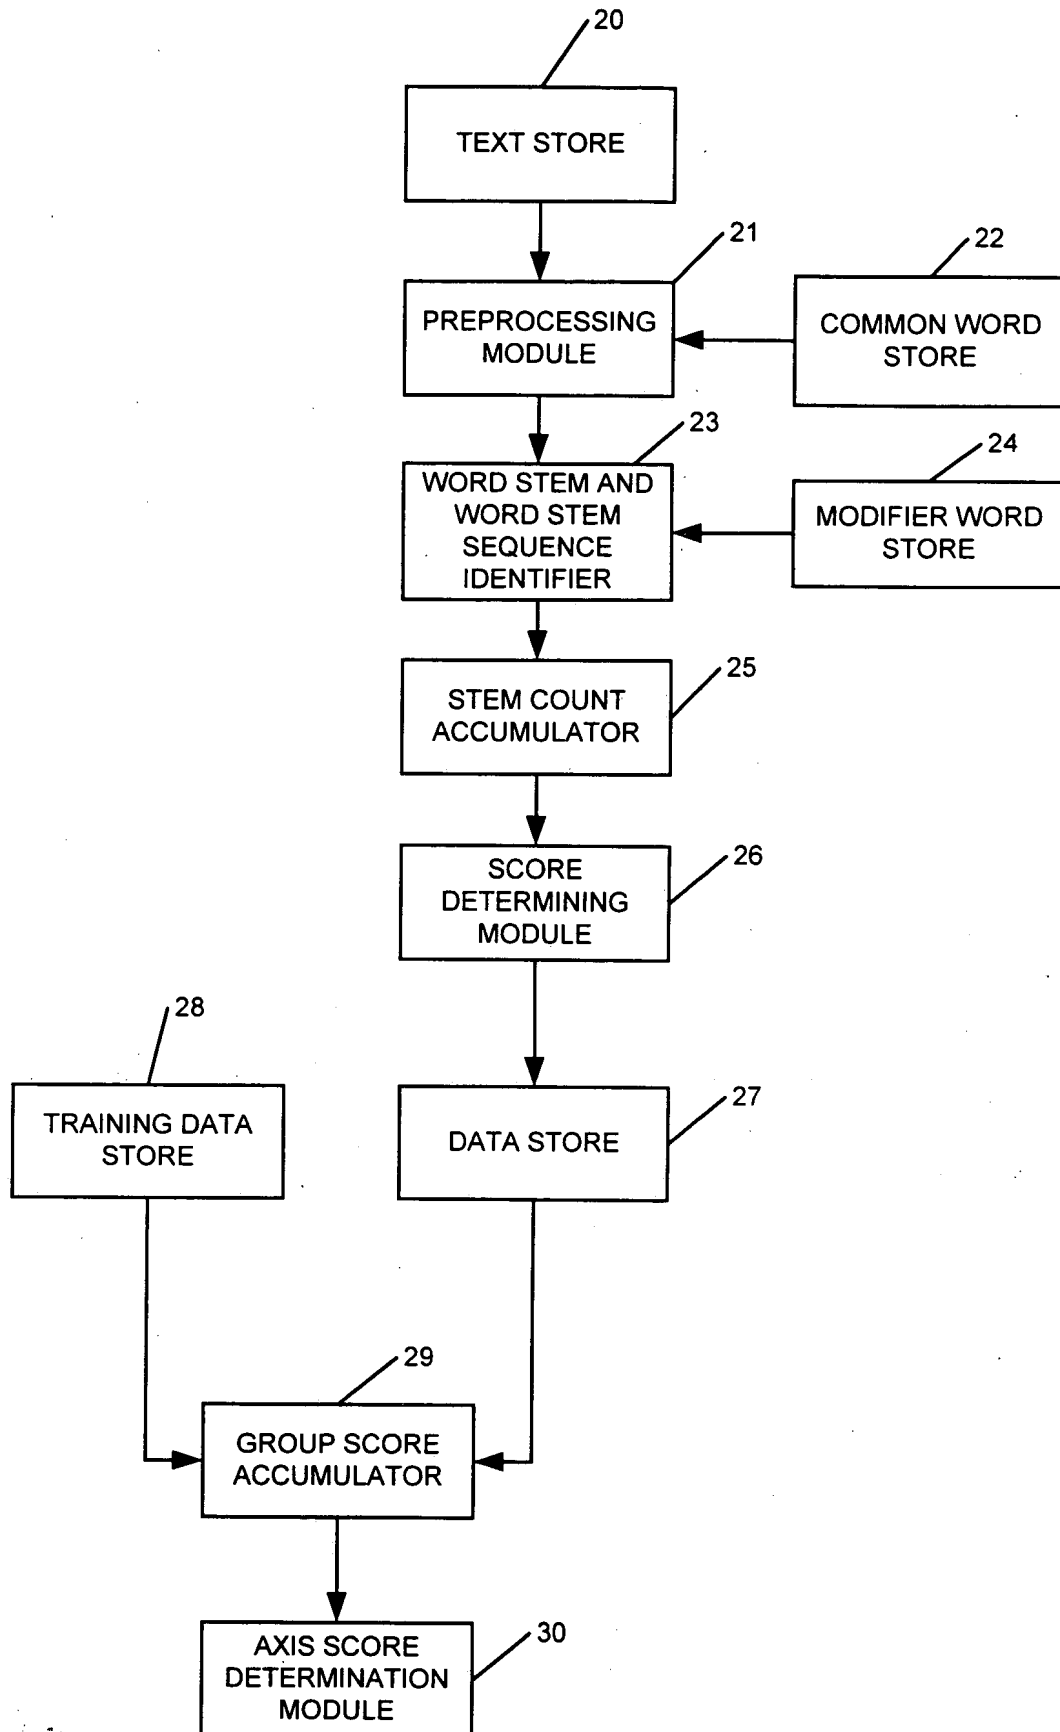 20
TEXT STORE
21
22
PREPROCESSING
MODULE
COMMON WORD
STORE
23
24
WORD STEM AND
WORD STEM
SEQUENCE
IDENTIFIER
MODIFIER WORD
STORE
25
STEM COUNT
ACCUMULATOR
26
SCORE
DETERMINING
MODULE
28
27
TRAINING DATA
STORE
DATA STORE
29
GROUP SCORE
ACCUMULATOR
30
AXIS SCORE
DETERMINATION
MODULE